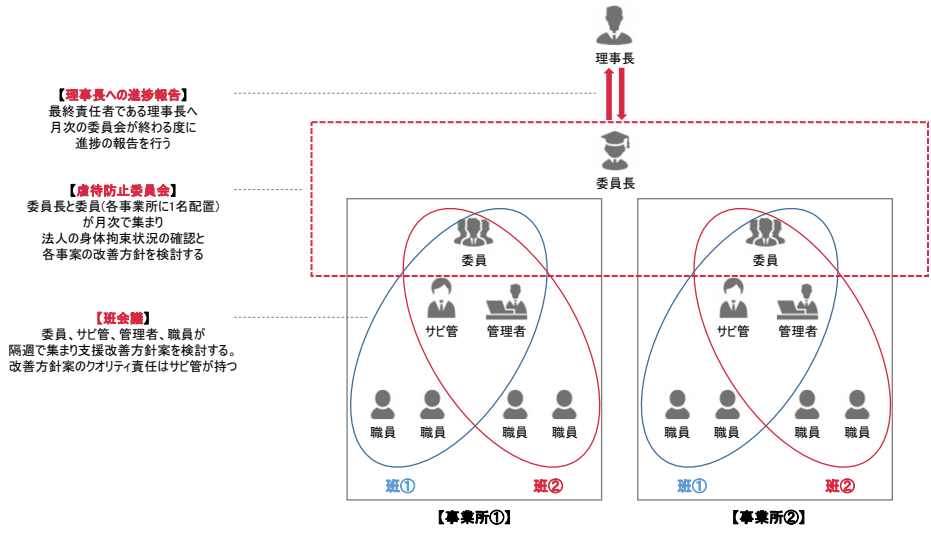 理事長
【理事長への進捗報告】
最終責任者である理事長へ
月次の委員会が終わる度に
進捗の報告を行う
委員長
【虐待防止委員会】
委員長と委員(各事業所に1名配置)
が月次で集まり
法人の身体拘束状況の確認と
各事案の改善方針を検討する
委員
委員
【班会議】
委員、サビ管、管理者、職員が
隔週で集まり支援改善方針案を検討する。
改善方針案のクオリティ責任はサビ管が持つ
サビ管 管理者
サビ管 管理者
職員 職員 職員 職員
職員 職員 職員 職員
班① 班②
班① 班②
【事業所①】
【事業所②】